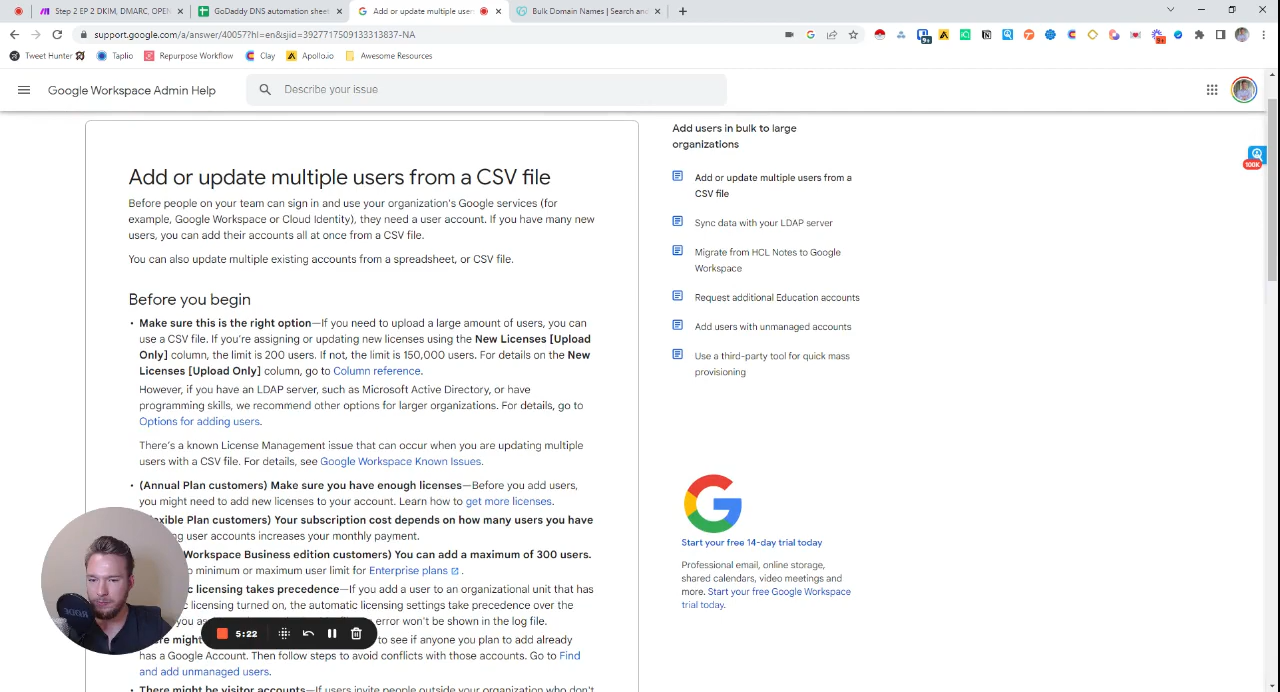 Step 2 EP 2 DKIM, DMARC, OPEN
GoDaddy DNS automation sheet
Add or update multiple user
Bulk Domain Names | Search and
support.google.com/a/answer/40057?hl=en&sjid=3927717509133313837-NA
Tweet Hunter
Taplio
Repurpose Workflow
Clay
Apollo.io
Awesome Resources
Google Workspace Admin Help
Describe your issue
100K
Add or update multiple users from a CSV file
Before people on your team can sign in and use your organization's Google services (for
example, Google Workspace or Cloud Identity), they need a user account. If you have many new
users, you can add their accounts all at once from a CSV file.
You can also update multiple existing accounts from a spreadsheet, or CSV file.
Before you begin
• Make sure this is the right option—If you need to upload a large amount of users, you can
use a CSV file. If you're assigning or updating new licenses using the New Licenses [Upload
Only] column, the limit is 200 users. If not, the limit is 150,000 users. For details on the New
Licenses [Upload Only] column, go to Column reference.
However, if you have an LDAP server, such as Microsoft Active Directory, or have
programming skills, we recommend other options for larger organizations. For details, go to
Options for adding users.
There's a known License Management issue that can occur when you are updating multiple
users with a CSV file. For details, see Google Workspace Known Issues.
• (Annual Plan customers) Make sure you have enough licenses—Before you add users,
you might need to add new licenses to your account. Learn how to get more licenses.
exible Plan customers) Your subscription cost depends on how many users you have
g user accounts increases your monthly payment.
Workspace Business edition customers) You can add a maximum of 300 users.
o minimum or maximum user limit for Enterprise plans.
c licensing takes precedence—If you add a user to an organizational unit that has
c licensing turned on, the automatic licensing settings take precedence over the
you as error won't be shown in the log file.
ere might to see if anyone you plan to add already
has a Google Account. Then follow steps to avoid conflicts with those accounts. Go to Find
and add unmanaged users.
• There might be visitor accounts—If users invite people outside your organization who don't
5:22
Add users in bulk to large
organizations
Add or update multiple users from a
CSV file
Sync data with your LDAP server
Migrate from HCL Notes to Google
Workspace
Request additional Education accounts
Add users with unmanaged accounts
Use a third-party tool for quick mass
provisioning
Start your free 14-day trial today
Professional email, online storage,
shared calendars, video meetings and
more. Start your free Google Workspace
trial today.